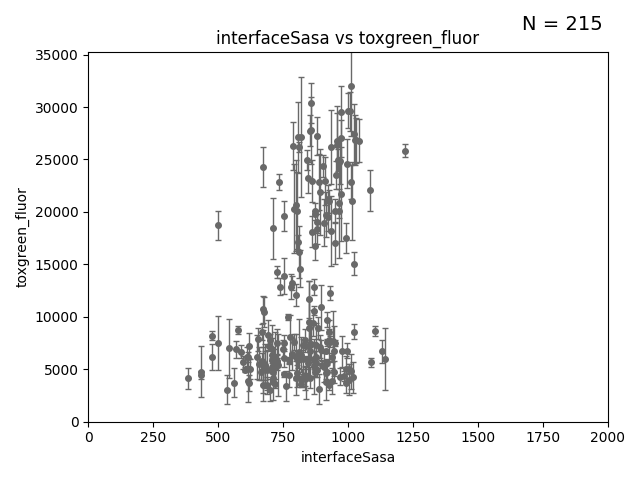 N = 215
interfaceSasa vs toxgreen_fluor
35000
30000
25000
20000
15000
10000
5000
0
toxgreen_fluor
0 250 500 750 1000 1250 1500 1750 2000
interfaceSasa